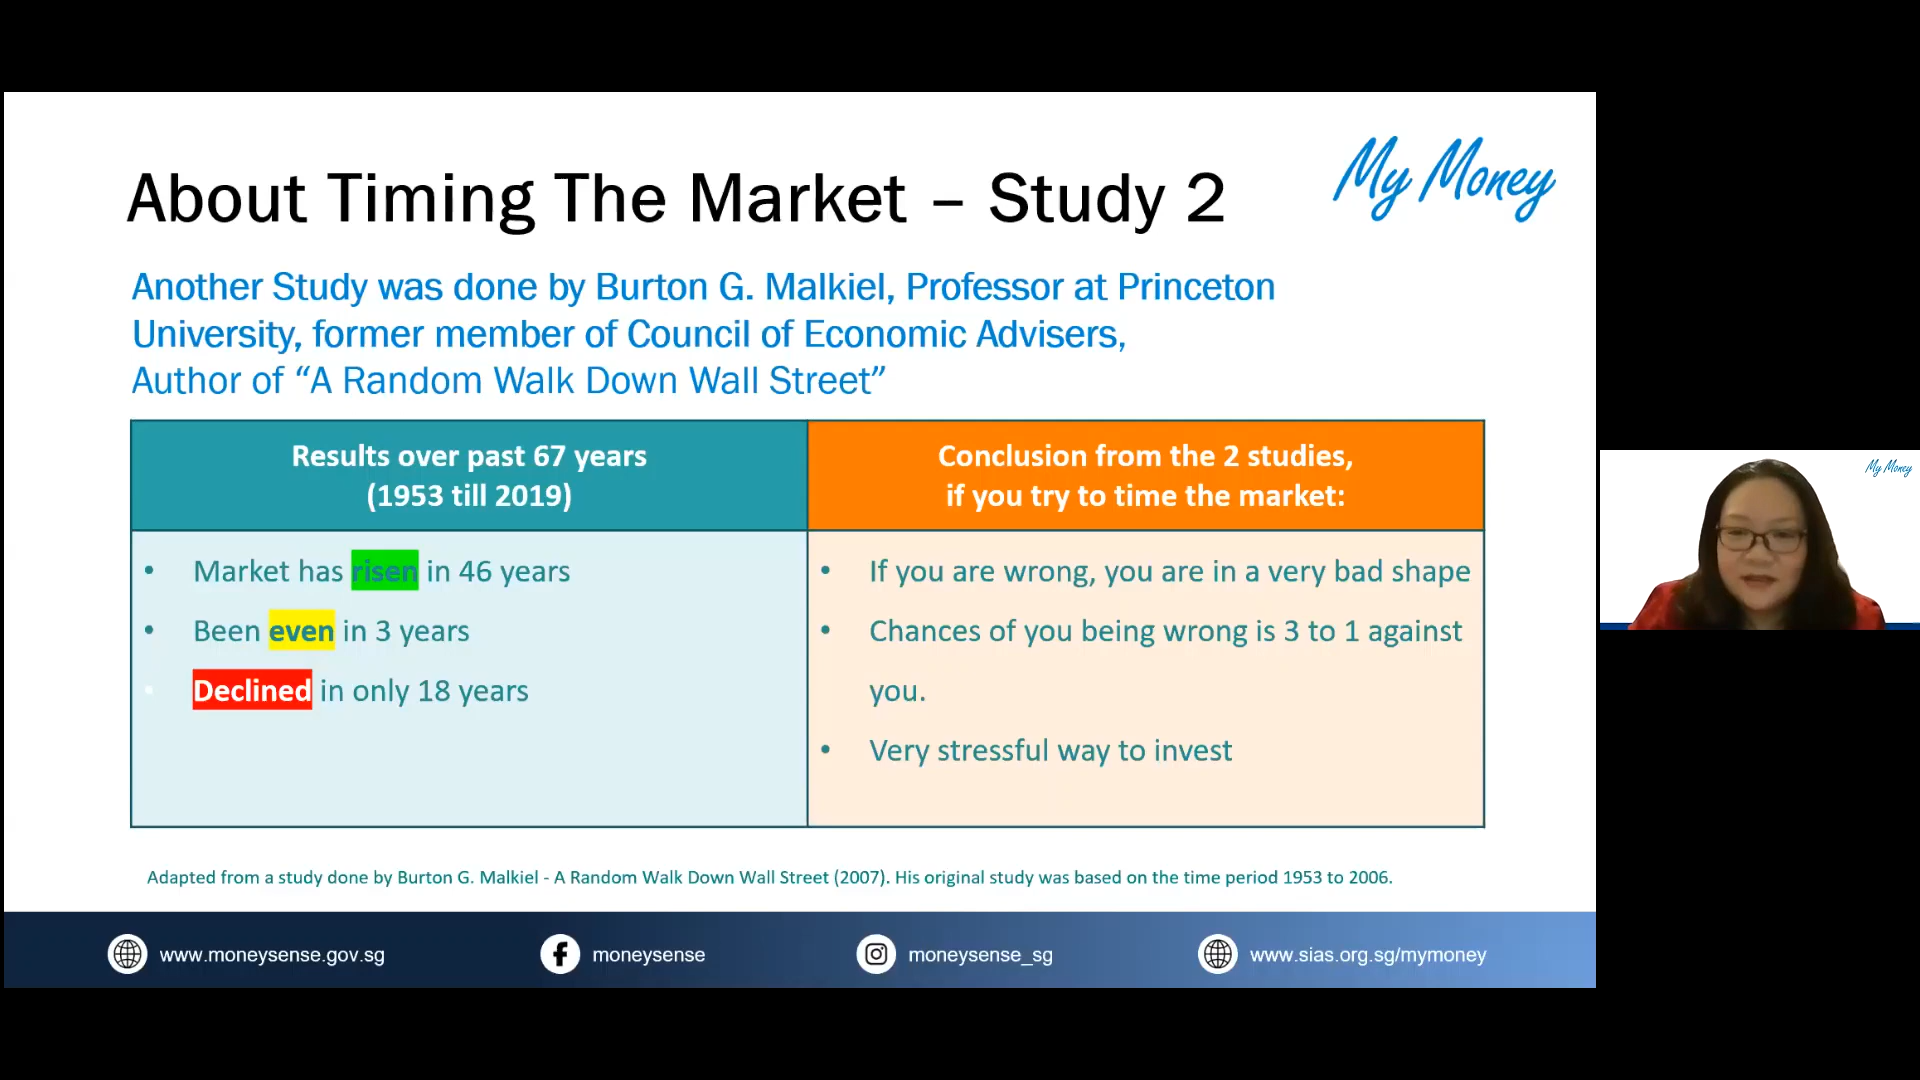 About Timing The Market – Study 2
My Money
Another Study was done by Burton G. Malkiel, Professor at Princeton
University, former member of Council of Economic Advisers,
Author of “A Random Walk Down Wall Street”
Results over past 67 years
(1953 till 2019)
• Market has risen in 46 years
• Been even in 3 years
• Declined in only 18 years
Conclusion from the 2 studies,
if you try to time the market:
• If you are wrong, you are in a very bad shape
• Chances of you being wrong is 3 to 1 against
you.
• Very stressful way to invest
Adapted from a study done by Burton G. Malkiel - A Random Walk Down Wall Street (2007). His original study was based on the time period 1953 to 2006.
www.moneysense.gov.sg
moneysense
moneysense_sg
www.sias.org.sg/mymoney
My Money